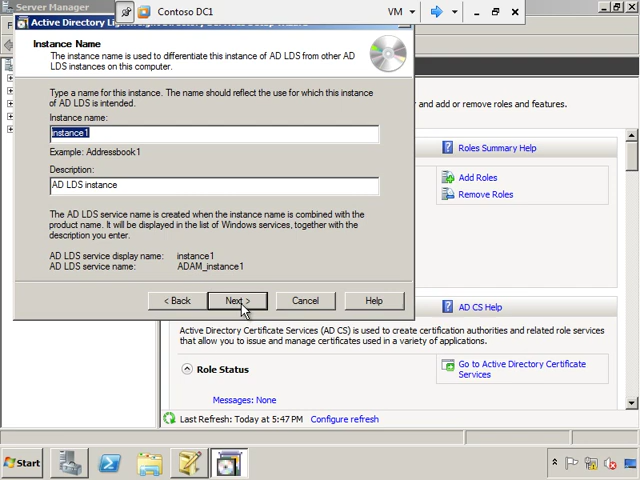 Server Manager
Contoso DC1
VM
Active Directory Lightweight Directory Services Setup Wizard
Instance Name
The instance name is used to differentiate this instance of AD LDS from other AD
LDS instances on this computer.
Type a name for this instance. The name should reflect the use for which this instance
of AD LDS is intended.
Instance name:
instance1
Example: Addressbook1
Description:
AD LDS instance
The AD LDS service name is created when the instance name is combined with the
product name. It will be displayed in the list of Windows services, together with the
description you enter.
AD LDS service display name: instance1
AD LDS service name: ADAM_instance1
< Back
Next >
Cancel
Help
and add or remove roles and features.
Roles Summary Help
Add Roles
Remove Roles
AD CS Help
Active Directory Certificate Services (AD CS) is used to create certification authorities and related role services
that allow you to issue and manage certificates used in a variety of applications.
Role Status
Go to Active Directory Certificate
Services
Messages: None
Last Refresh: Today at 5:47 PM Configure refresh
Start